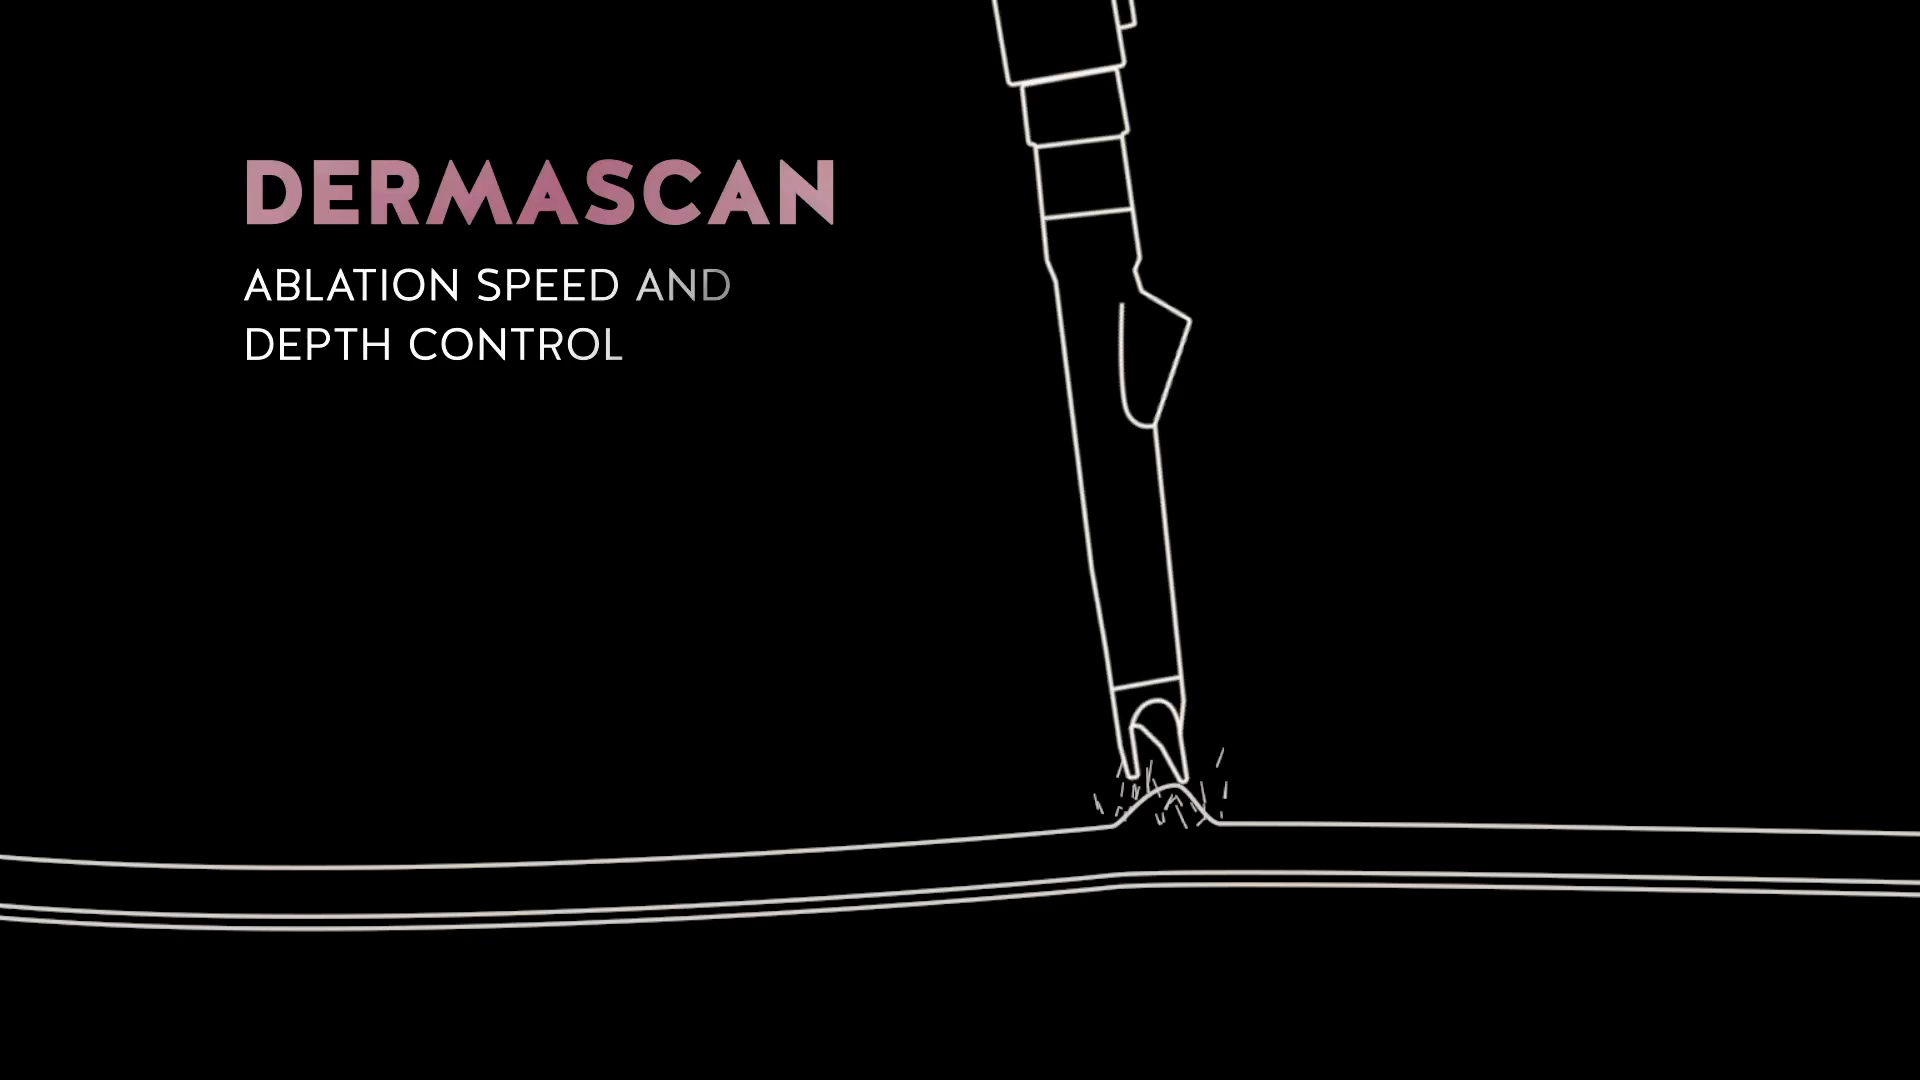 DERMASCAN
ABLATION SPEED AND
DEPTH CONTROL